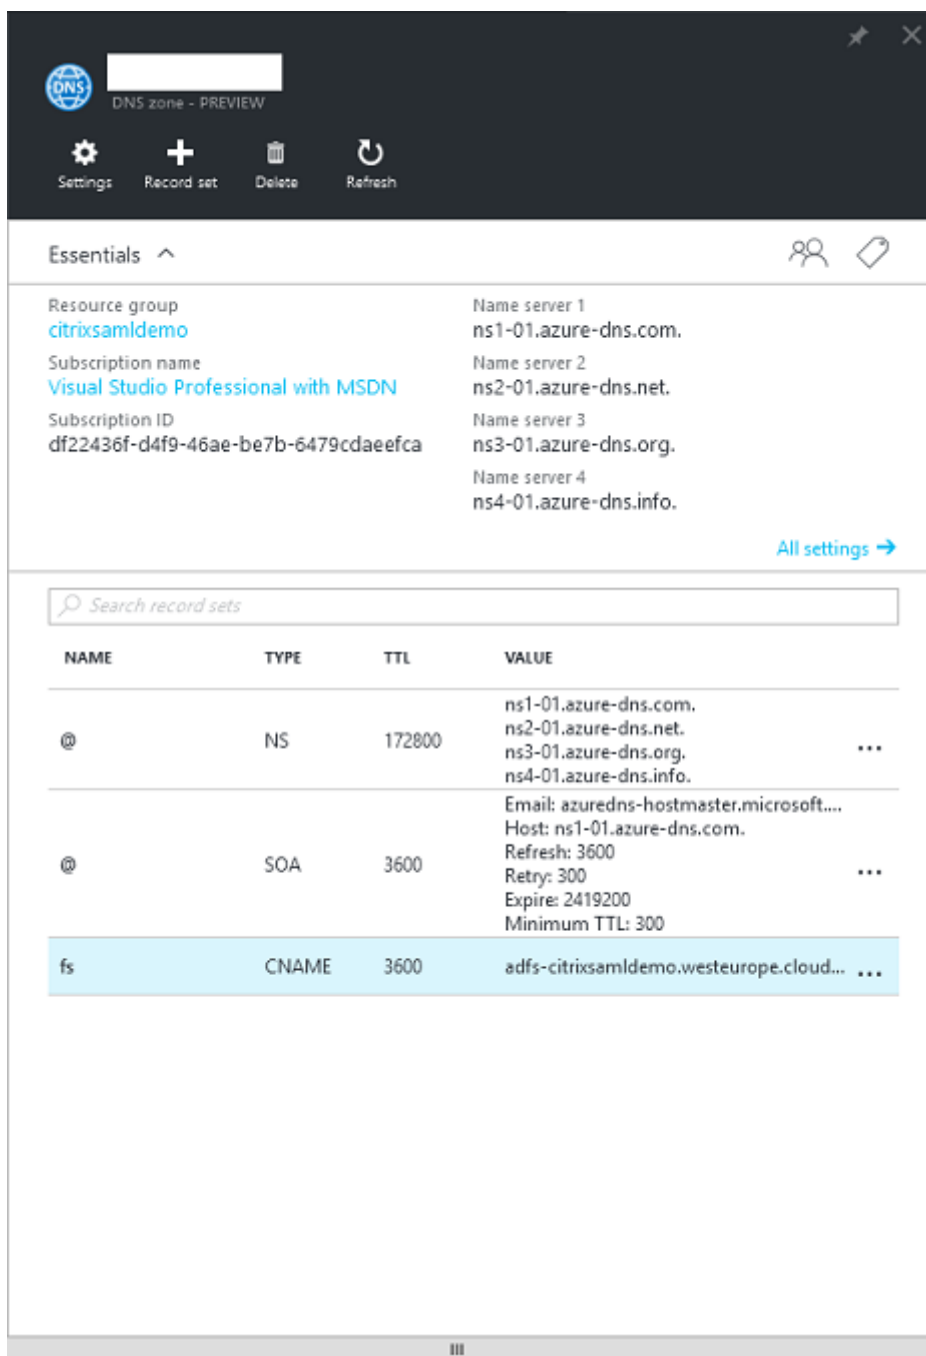 DNS
DNS zone - PREVIEW
Settings
Record set
Delete
Refresh
Essentials
Resource group
citrixsamldemo
Subscription name
Visual Studio Professional with MSDN
Subscription ID
df22436f-d4f9-46ae-be7b-6479cdaeefca
Name server 1
ns1-01.azure-dns.com.
Name server 2
ns2-01.azure-dns.net.
Name server 3
ns3-01.azure-dns.org.
Name server 4
ns4-01.azure-dns.info.
All settings →
Search record sets
NAME TYPE TTL VALUE
@ NS 172800 ns1-01.azure-dns.com.
ns2-01.azure-dns.net.
ns3-01.azure-dns.org.
ns4-01.azure-dns.info.
...
@ SOA 3600 Email: azuredns-hostmaster.microsoft....
Host: ns1-01.azure-dns.com.
Refresh: 3600
Retry: 300
Expire: 2419200
Minimum TTL: 300
...
fs CNAME 3600 adfs-citrixsamldemo.westeurope.cloud... ...